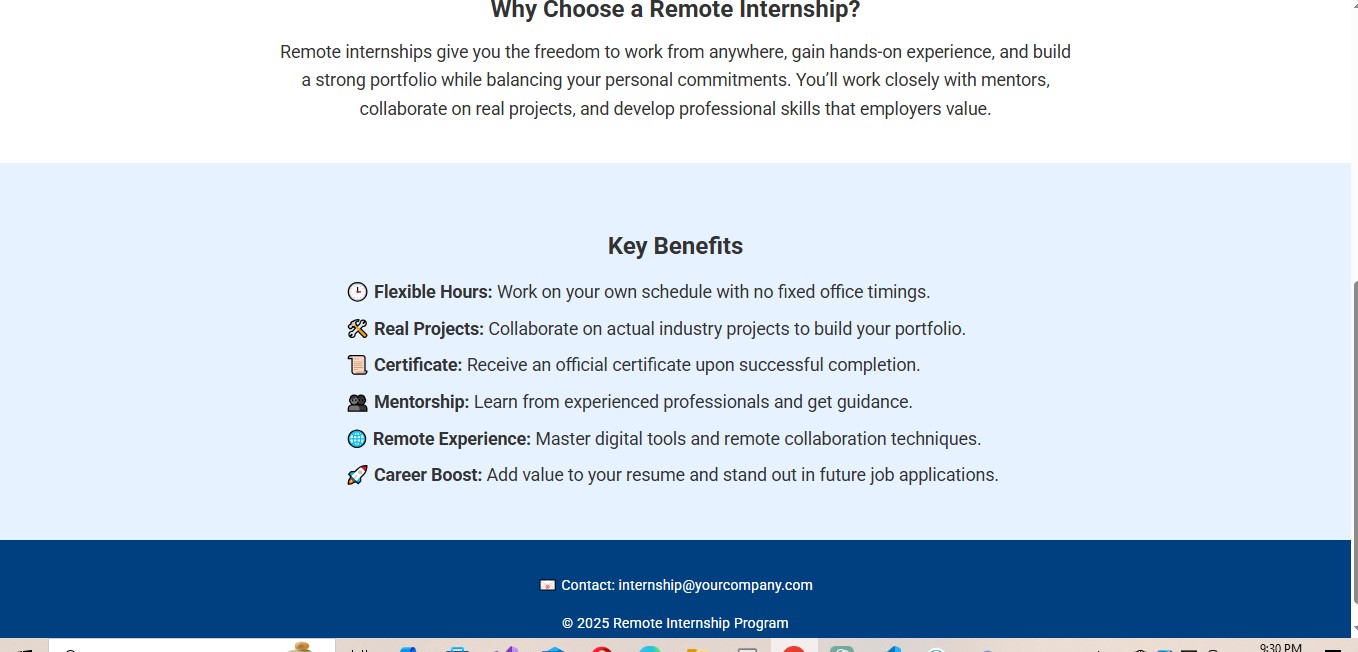 Why Choose a Remote Internship?
Remote internships give you the freedom to work from anywhere, gain hands-on experience, and build
a strong portfolio while balancing your personal commitments. You’ll work closely with mentors,
collaborate on real projects, and develop professional skills that employers value.
Key Benefits
Flexible Hours: Work on your own schedule with no fixed office timings.
Real Projects: Collaborate on actual industry projects to build your portfolio.
Certificate: Receive an official certificate upon successful completion.
Mentorship: Learn from experienced professionals and get guidance.
Remote Experience: Master digital tools and remote collaboration techniques.
Career Boost: Add value to your resume and stand out in future job applications.
Contact: internship@yourcompany.com
© 2025 Remote Internship Program
9:30 PM